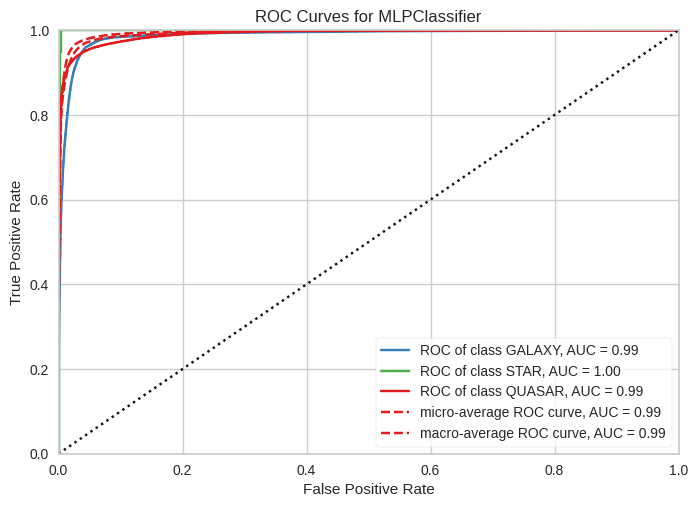 ROC Curves for MLPClassifier
True Positive Rate
1.0
0.8
0.6
0.4
0.2
0.0
ROC of class GALAXY, AUC = 0.99
ROC of class STAR, AUC = 1.00
ROC of class QUASAR, AUC = 0.99
micro-average ROC curve, AUC = 0.99
macro-average ROC curve, AUC = 0.99
0.0 0.2 0.4 0.6 0.8 1.0
False Positive Rate